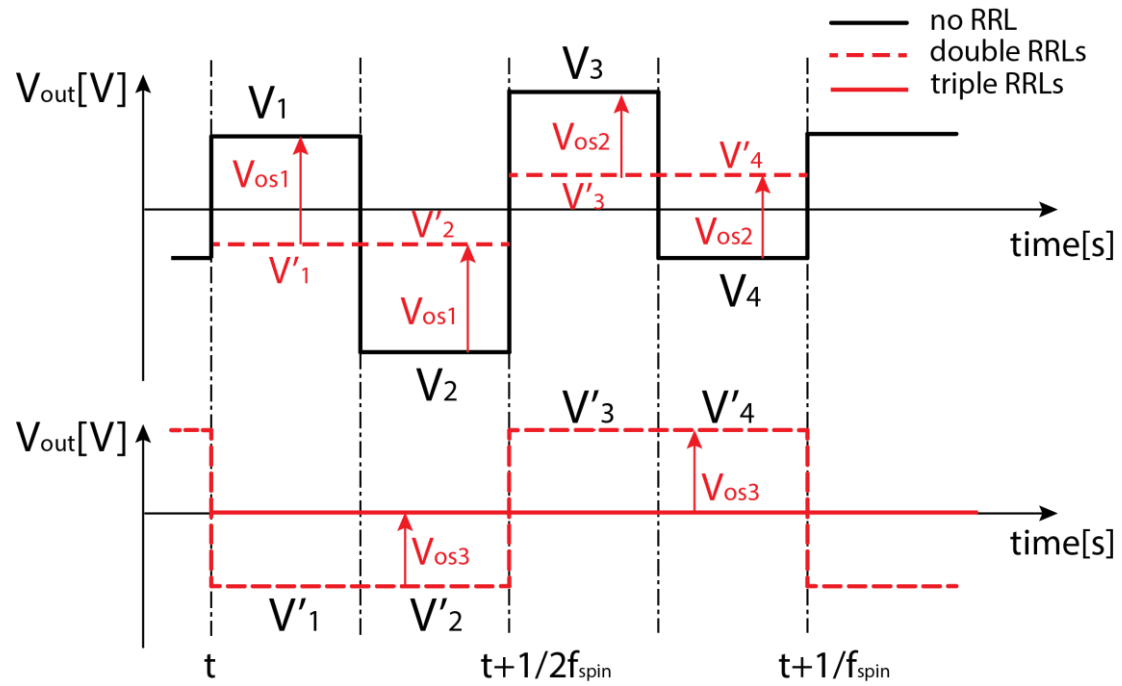 no RRL
double RRLs
triple RRLs
Vout[V]
V1
V3
Vos1
Vos2
V'4
V'3
V'2
Vos2
time[s]
V'1
Vos1
V4
V2
V'3
V'4
Vout[V]
Vos3
Vos3
time[s]
V'1
V'2
t
t+1/2fspin
t+1/fspin